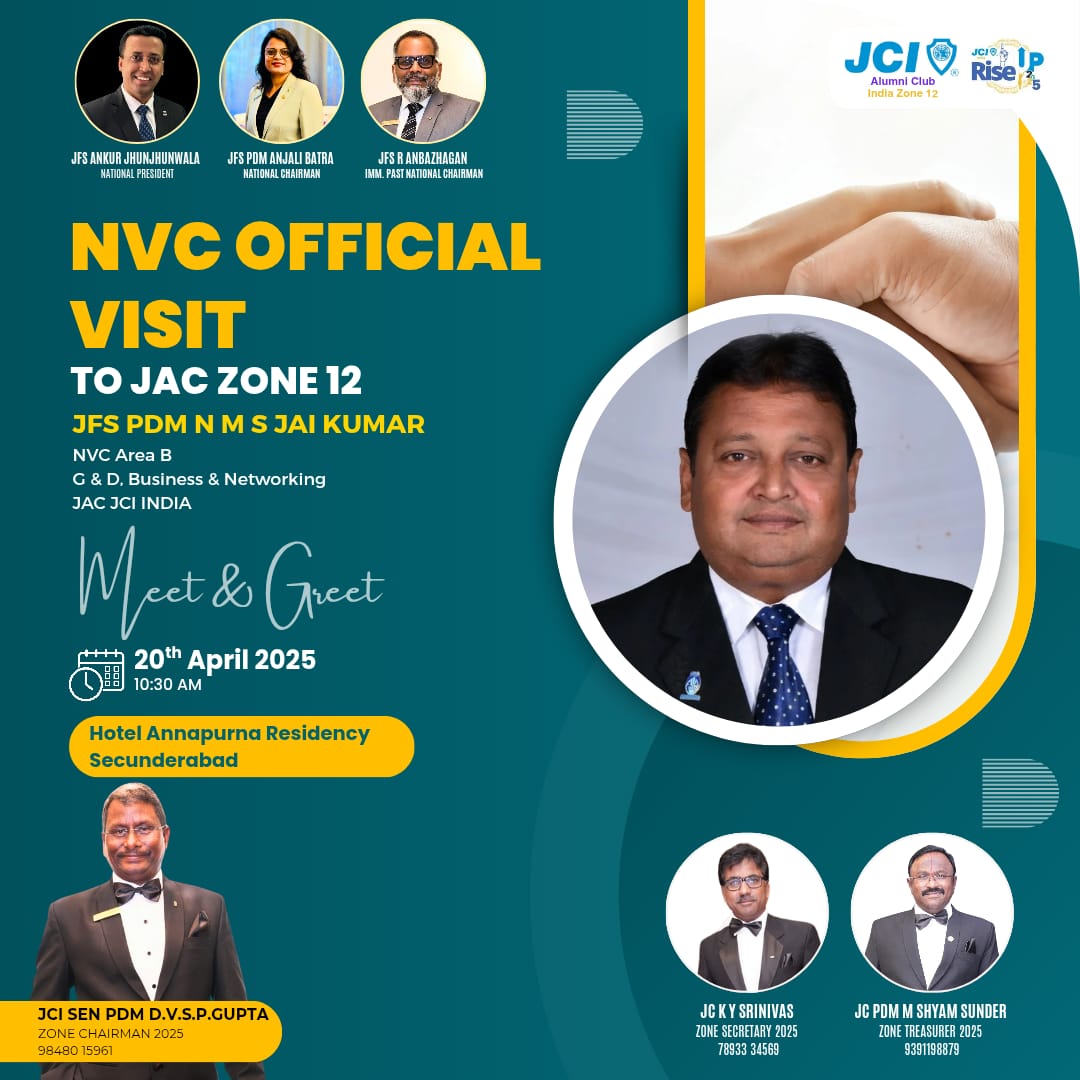 JFS ANKUR JHUNJHUNWALA
NATIONAL PRESIDENT
JFS PDM ANJALI BATRA
NATIONAL CHAIRMAN
JFS R ANBAZHAGAN
IMM. PAST NATIONAL CHAIRMAN
JCI
Alumni Club
India Zone 12
JCI
Rise UP
25
NVC OFFICIAL
VISIT
TO JAC ZONE 12
JFS PDM N M S JAI KUMAR
NVC Area B
G & D, Business & Networking
JAC JCI INDIA
Meet & Greet
20th April 2025
10:30 AM
Hotel Annapurna Residency
Secunderabad
JCI SEN PDM D.V.S.P.GUPTA
ZONE CHAIRMAN 2025
98480 15961
JC K Y SRINIVAS
ZONE SECRETARY 2025
78933 34569
JC PDM M SHYAM SUNDER
ZONE TREASURER 2025
9391198879